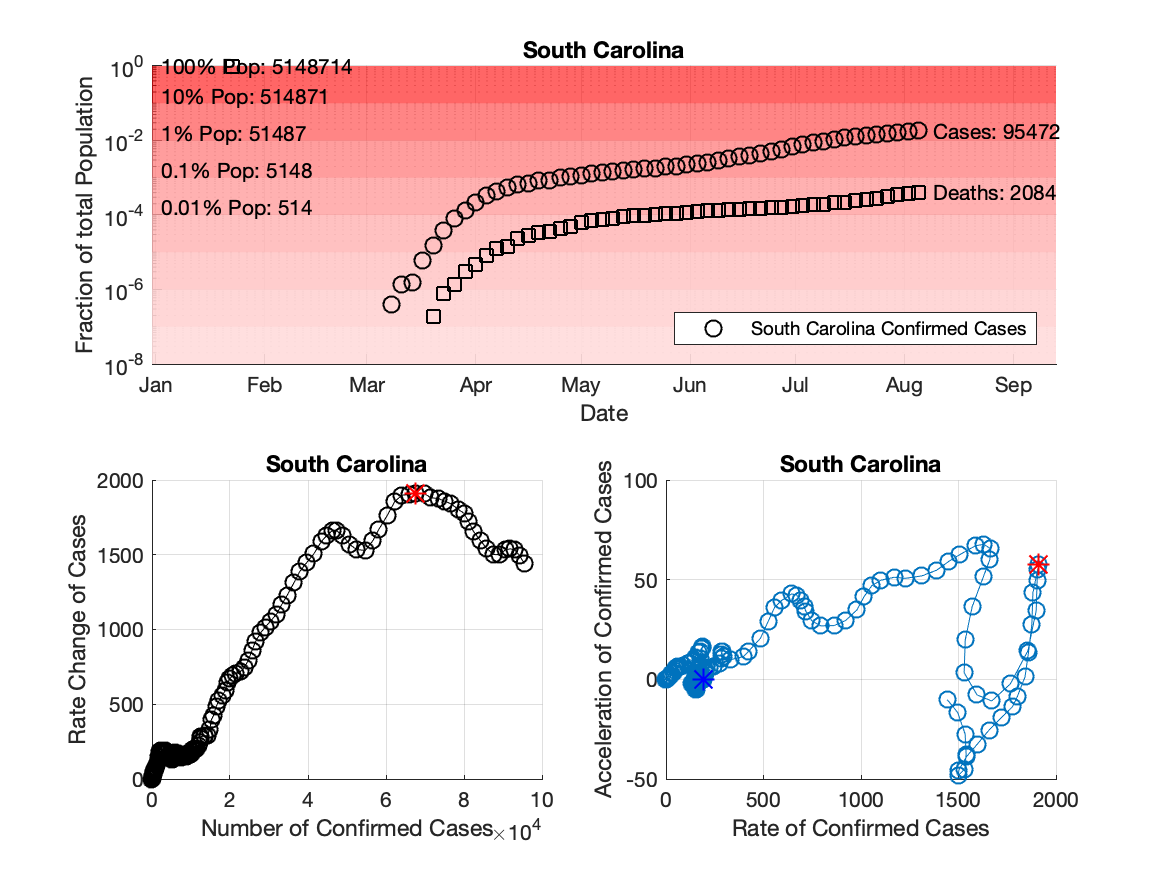 South Carolina
10^0
10^-2
10^-4
10^-6
10^-8
Fraction of total Population
100% Pop: 5148714
10% Pop: 514871
1% Pop: 51487
0.1% Pop: 5148
0.01% Pop: 514
Cases: 95472
Deaths: 2084
South Carolina Confirmed Cases
Jan Feb Mar Apr May Jun Jul Aug Sep
Date
South Carolina
2000
1500
1000
500
0
Rate Change of Cases
0 2 4 6 8 10
Number of Confirmed Cases ×10^4
South Carolina
100
50
0
-50
Acceleration of Confirmed Cases
0 500 1000 1500 2000
Rate of Confirmed Cases